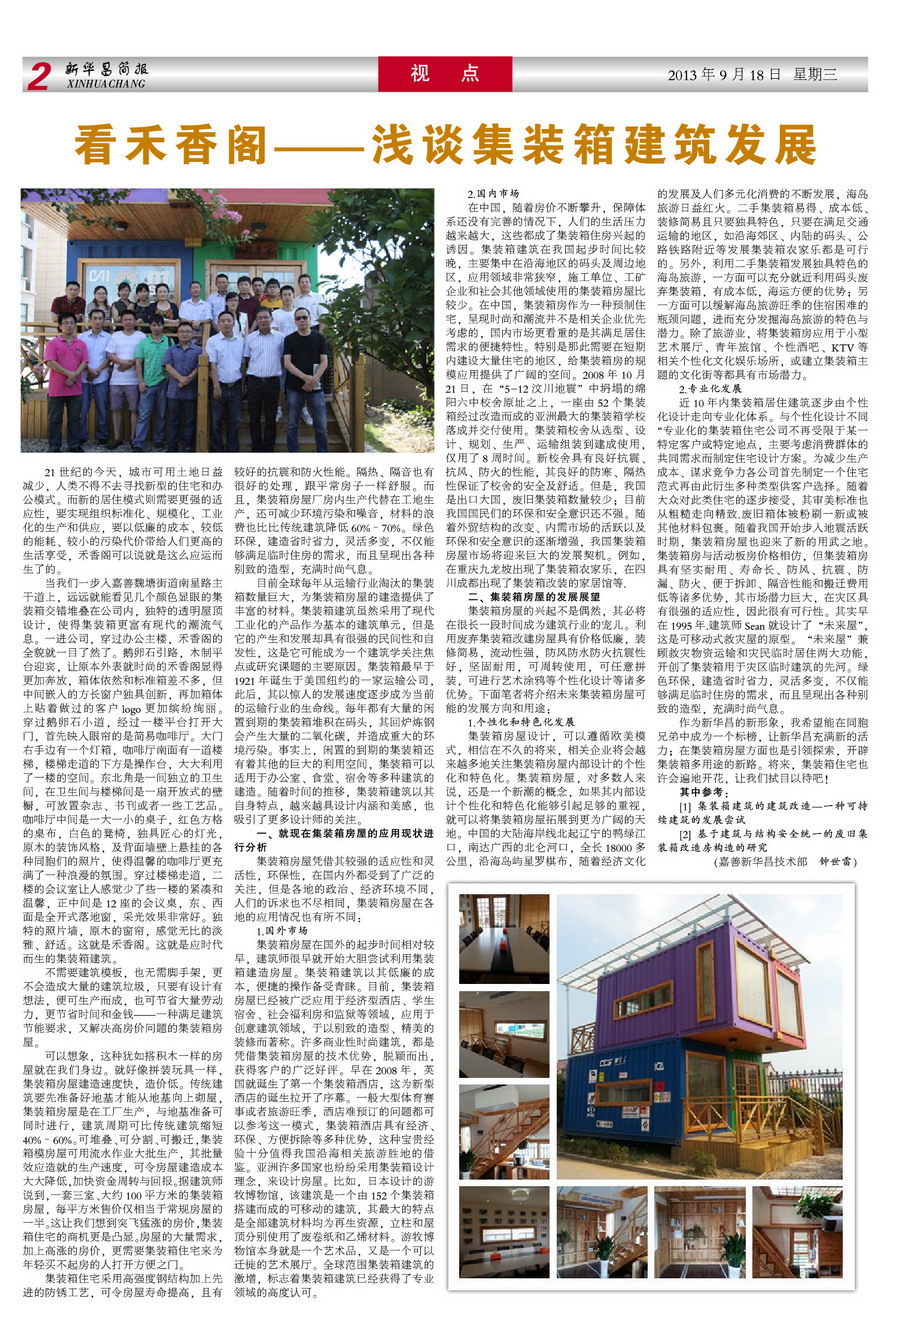 2 新华昌简报
XINHUACHANG
视 点
2013 年 9 月 18 日 星期三
看禾香阁——浅谈集装箱建筑发展
21 世纪的今天，城市可用土地日益
减少，人类不得不去寻找新型的住宅和办
公模式。而新的居住模式则需要更强的适
应性，要实现组织标准化、规模化、工业
化的生产和供应，要以低廉的成本、较低
的能耗、较小的污染代价带给人们更高的
生活享受，禾香阁可以说就是这么应运而
生了的。
当我们一步入嘉善魏塘街道南星路主
干道上，远远就能看见几个颜色显眼的集
装箱交错堆叠在公司内，独特的透明屋顶
设计，使得集装箱更富有现代的潮流气
息。一进公司，穿过办公主楼，禾香阁的
全貌就一目了然了。鹅卵石引路，木制平
台迎宾，让原本外表就时尚的禾香阁显得
更加奔放，箱体依然和标准箱差不多，但
中间嵌入的方长窗户独具创新，再加箱体
上贴着做过的客户 logo 更加缤纷绚丽。
穿过鹅卵石小道，经过一楼平台打开大
门，首先映入眼帘的是简易咖啡厅。大门
右手边有一个灯箱，咖啡厅南面有一道楼
梯，楼梯走道的下方是操作台，大大利用
了一楼的空间。东北角是一间独立的卫生
间，在卫生间与楼梯间是一扇开放式的壁
橱，可放置杂志、书刊或者一些工艺品。
咖啡厅中间是一大一小的桌子，红色方格
的桌布，白色的凳椅，独具匠心的灯光，
原木的装饰风格，及背面墙壁上悬挂的各
种同胞们的照片，使得温馨的咖啡厅更充
满了一种浪漫的氛围。穿过楼梯走道，二
楼的会议室让人感觉少了些一楼的紧凑和
温馨，正中间是 12 座的会议桌，东、西
面是全开式落地窗，采光效果非常好。独
特的照片墙，原木的窗帘，感觉无比的淡
雅、舒适。这就是禾香阁。这就是应时代
而生的集装箱建筑。
不需要建筑模板，也无需脚手架，更
不会造成大量的建筑垃圾，只要有设计有
想法，便可生产而成，也可节省大量劳动
力，更节省时间和金钱——一种满足建筑
节能要求，又解决高房价问题的集装箱房
屋。
可以想象，这种犹如搭积木一样的房
屋就在我们身边。就好像拼装玩具一样，
集装箱房屋建造速度快，造价低。传统建
筑要先准备好地基才能从地基向上砌屋，
集装箱房屋是在工厂生产，与地基准备可
同时进行，建筑周期可比传统建筑缩短
40%－60%。可堆叠、可分割、可搬迁，集装
箱模房屋可用流水作业大批生产，其批量
效应造就的生产速度，可令房屋建造成本
大大降低，加快资金周转与回报。据建筑师
说到，一套三室、大约 100 平方米的集装箱
房屋，每平方米售价仅相当于常规房屋的
一半。这让我们想到突飞猛涨的房价，集装
箱住宅的商机更是凸显。房屋的大量需求，
加上高涨的房价，更需要集装箱住宅来为
年轻买不起房的人打开方便之门。
集装箱住宅采用高强度钢结构加上先
进的防锈工艺，可令房屋寿命提高，且有
较好的抗震和防火性能。隔热、隔音也有
很好的处理，跟平常房子一样舒服。而
且，集装箱房屋厂房内生产代替在工地生
产，还可减少环境污染和噪音，材料的浪
费也比比传统建筑降低 60%－70%。绿色
环保，建造省时省力，灵活多变，不仅能
够满足临时住房的需求，而且呈现出各种
别致的造型，充满时尚气息。
目前全球每年从运输行业淘汰的集装
箱数量巨大，为集装箱房屋的建造提供了
丰富的材料。集装箱建筑虽然采用了现代
工业化的产品作为基本的建筑单元，但是
它的产生和发展却具有很强的民间性和自
发性，这是它可能成为一个建筑学关注焦
点或研究课题的主要原因。集装箱最早于
1921 年诞生于美国纽约的一家运输公司，
此后，其以惊人的发展速度逐步成为当前
的运输行业的生命线。每年都有大量的闲
置到期的集装箱堆积在码头，其回炉炼钢
会产生大量的二氧化碳，并造成重大的环
境污染。事实上，闲置的到期的集装箱还
有着其他的巨大的利用空间，集装箱可以
适用于办公室、食堂、宿舍等多种建筑的
建造。随着时间的推移，集装箱建筑以其
自身特点，越来越具设计内涵和美感，也
吸引了更多设计师的关注。
一、就现在集装箱房屋的应用现状进
行分析
集装箱房屋凭借其较强的适应性和灵
活性，环保性，在国内外都受到了广泛的
关注，但是各地的政治、经济环境不同，
人们的诉求也不尽相同，集装箱房屋在各
地的应用情况也有所不同：
1.国外市场
集装箱房屋在国外的起步时间相对较
早，建筑师很早就开始大胆尝试利用集装
箱建造房屋。集装箱建筑以其低廉的成
本，便捷的操作备受青睐。目前，集装箱
房屋已经被广泛应用于经济型酒店、学生
宿舍、社会福利房和监狱等领域，应用于
创意建筑领域，于以别致的造型、精美的
装修而著称。许多商业性时尚建筑，都是
凭借集装箱房屋的技术优势，脱颖而出，
获得客户的广泛好评。早在 2008 年，英
国就诞生了第一个集装箱酒店，这为新型
酒店的诞生拉开了序幕。一般大型体育赛
事或者旅游旺季，酒店难预订的问题都可
以参考这一模式，集装箱酒店具有经济、
环保、方便拆除等多种优势，这种宝贵经
验十分值得我国沿海相关旅游胜地的借
鉴。亚洲许多国家也纷纷采用集装箱设计
理念，来设计房屋。比如，日本设计的游
牧博物馆，该建筑是一个由 152 个集装箱
搭建而成的可移动的建筑，其最大的特点
是全部建筑材料均为再生资源，立柱和屋
顶分别使用了废卷纸和乙烯材料。游牧博
物馆本身就是一个艺术品，又是一个可以
迁徙的艺术展厅。全球范围集装箱建筑的
激增，标志着集装箱建筑已经获得了专业
领域的高度认可。
2.国内市场
在中国，随着房价不断攀升，保障体
系还没有完善的情况下，人们的生活压力
越来越大，这些都成了集装箱住房兴起的
诱因。集装箱建筑在我国起步时间比较
晚，主要集中在沿海地区的码头及周边地
区，应用领域非常狭窄，施工单位、工矿
企业和社会其他领域使用的集装箱房屋比
较少。在中国，集装箱房作为一种预制住
宅，呈现时尚和潮流并不是相关企业优先
考虑的，国内市场更看重的是其满足居住
需求的便捷特性。特别是那此需要在短期
内建设大量住宅的地区，给集装箱房的规
模应用提供了广阔的空间。2008 年 10 月
21 日，在“5-12 汶川地震”中坍塌的绵
阳六中校舍原址之上，一座由 52 个集装
箱经过改造而成的亚洲最大的集装箱学校
落成并交付使用。集装箱校舍从选型、设
计、规划、生严、运输组装到建成使用，
仅用了 8 周时间。新校舍具有良好抗震、
抗风、防火的性能，其良好的防寒、隔热
性保证了校舍的安全及舒适。但是，我国
是出口大国，废旧集装箱数量较少；目前
我国国民们的环保和安全意识还不强。随
着外贸结构的改变、内需市场的活跃以及
环保和安全意识的逐渐增强，我国集装箱
房屋市场将迎来巨大的发展契机。例如，
在重庆九龙坡出现了集装箱农家乐，在四
川成都出现了集装箱改装的家居馆等.
二、集装箱房屋的发展展望
集装箱房屋的兴起不是偶然，其必将
在很长一段时间成为建筑行业的宠儿。利
用废弃集装箱改建房屋具有价格低廉，装
修简易，流动性强，防风防水防火抗震性
好，坚固耐用，可周转使用，可任意拼
装，可进行艺术涂鸦等个性化设计等诸多
优势。下面笔者将介绍未来集装箱房屋可
能的发展方向和用途：
1.个性化和特色化发展
集装箱房屋设计，可以遵循欧美模
式，相信在不久的将来，相关企业将会越
来越多地关注集装箱房屋内部设计的个性
化和特色化。集装箱房屋，对多数人来
说，还是一个新潮的概念，如果其内部设
计个性化和特色化能够引起足够的重视，
就可以将集装箱房屋拓展到更为广阔的天
地。中国的大陆海岸线北起辽宁的鸭绿江
口，南达广西的北仑河口，全长 18000 多
公里，沿海岛屿星罗棋布，随着经济文化
的发展及人们多元化消费的不断发展，海岛
旅游日益红火。二手集装箱易得、成本低、
装修简易且只要独具特色，只要在满足交通
运输的地区，如沿海郊区、内陆的码头、公
路铁路附近等发展集装箱农家乐都是可行
的。另外，利用二手集装箱发展独具特色的
海岛旅游，一方面可以充分就近利用码头废
弃集装箱，有成本低，海运方便的优势；另
一方面可以缓解海岛旅游旺季的住宿困难的
瓶颈问题，进而充分发掘海岛旅游的特色与
潜力。除了旅游业，将集装箱房应用于小型
艺术展厅、青年旅馆、个性酒吧、KTV 等
相关个性化文化娱乐场所，或建立集装箱主
题的文化街等都具有市场潜力。
2.专业化发展
近 10 年内集装箱居住建筑逐步由个性
化设计走向专业化体系。与个性化设计不同
“专业化的集装箱住宅公司不再受限于某一
特定客户或特定地点，主要考虑消费群体的
共同需求而制定住宅设计方案。为减少生产
成本、谋求竞争力各公司首先制定一个住宅
范式再由此衍生多种类型供客户选择。随着
大众对此类住宅的逐步接受，其审美标准也
从粗糙走向精致,废旧箱体被粉刷一新或被
其他材料包裹。随着我国开始步人地震活跃
时期，集装箱房屋也迎来了新的用武之地。
集装箱房与活动板房价格相仿，但集装箱房
具有坚实耐用、寿命长、防风、抗震、防
漏、防火、便于拆卸、隔音性能和搬迁费用
低等诸多优势，其市场潜力巨大，在灾区具
有很强的适应性，因此很有可行性。其实早
在 1995 年,建筑师 Sean 就设计了“未来屋”，
这是可移动式救灾屋的原型。 “未来屋”兼
顾救灾物资运输和灾民临时居住两大功能，
开创了集装箱用于灾区临时建筑的先河。绿
色环保，建造省时省力，灵活多变，不仅能
够满足临时住房的需求，而且呈现出各种别
致的造型，充满时尚气息。
作为新华昌的新形象，我希望能在同胞
兄弟中成为一个标榜，让新华昌充满新的活
力；在集装箱房屋方面也是引领探索，开辟
集装箱多用途的新路。将来，集装箱住宅也
许会遍地开花，让我们拭目以待吧！
其中参考：
[1] 集装箱建筑的建筑改造—一种可持
续建筑的发展尝试
[2] 基于建筑与结构安全统一的废旧集
装箱改造房构造的研究
（嘉善新华昌技术部 钟世雷）